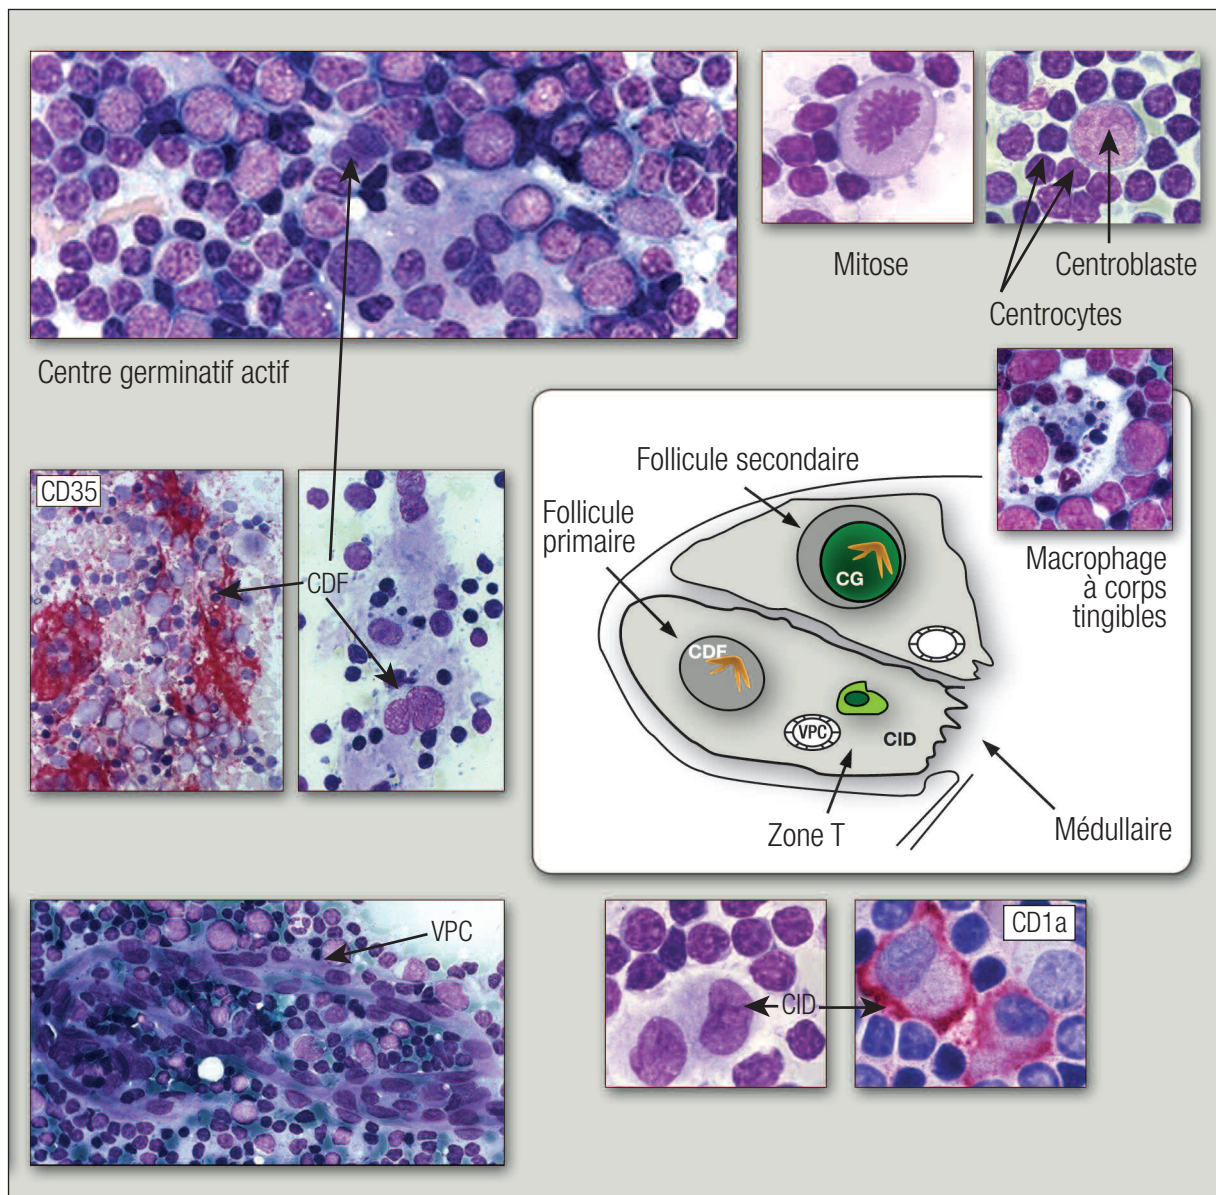 Mitose
Centroblaste
Centrocytes
Centre germinatif actif
CD35
CDF
Follicule secondaire
Follicule
primaire
CG
CDF
VPC
CID
Zone T
Médullaire
Macrophage
à corps
tingibles
VPC
CID
CD1a